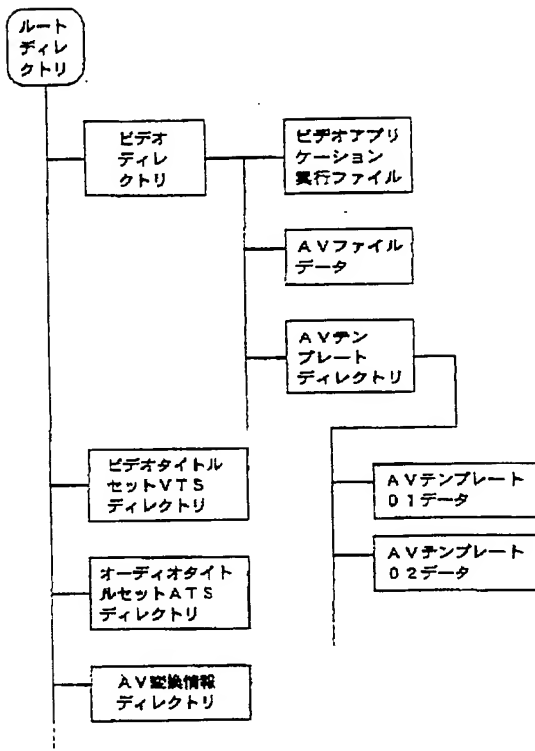 ルート
ディレ
クトリ
ビデオ
ディレ
クトリ
ビデオアプリ
ケーション
実行ファイル
AVファイル
データ
AVテン
プレート
ディレクトリ
ビデオタイトル
セットVTS
ディレクトリ
AVテンプレート
01データ
AVテンプレート
02データ
オーディオタイト
ルセットATS
ディレクトリ
AV変換情報
ディレクトリ